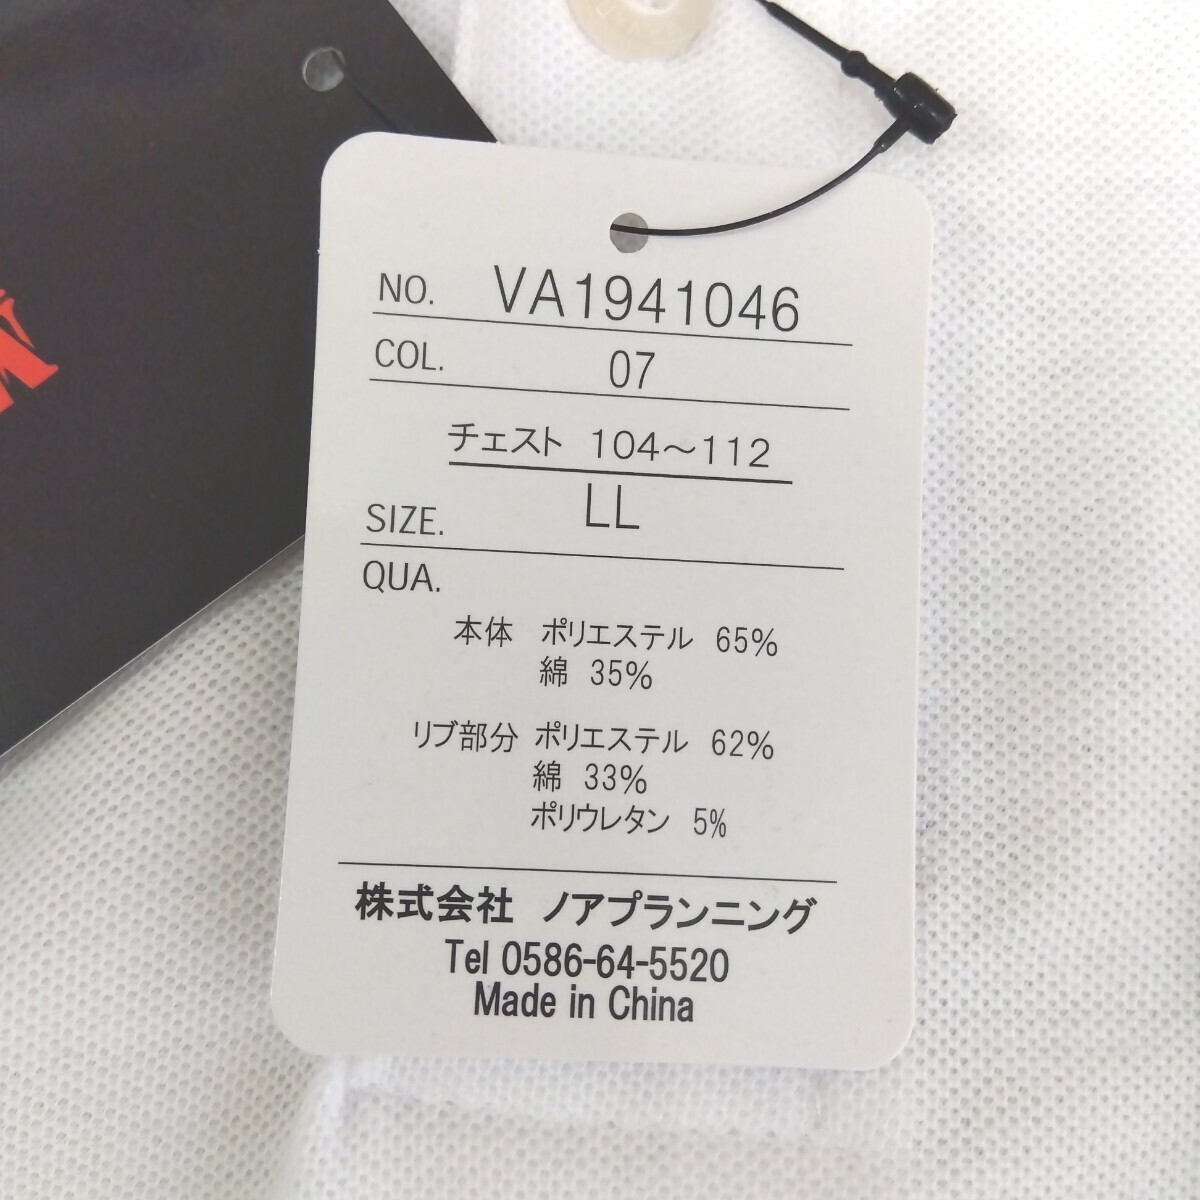 NO. VA1941046
COL. 07
チェスト 104～112
SIZE. LL
QUA.
本体 ポリエステル 65%
綿 35%
リブ部分 ポリエステル 62%
綿 33%
ポリウレタン 5%
株式会社 ノアプランニング
Tel 0586-64-5520
Made in China